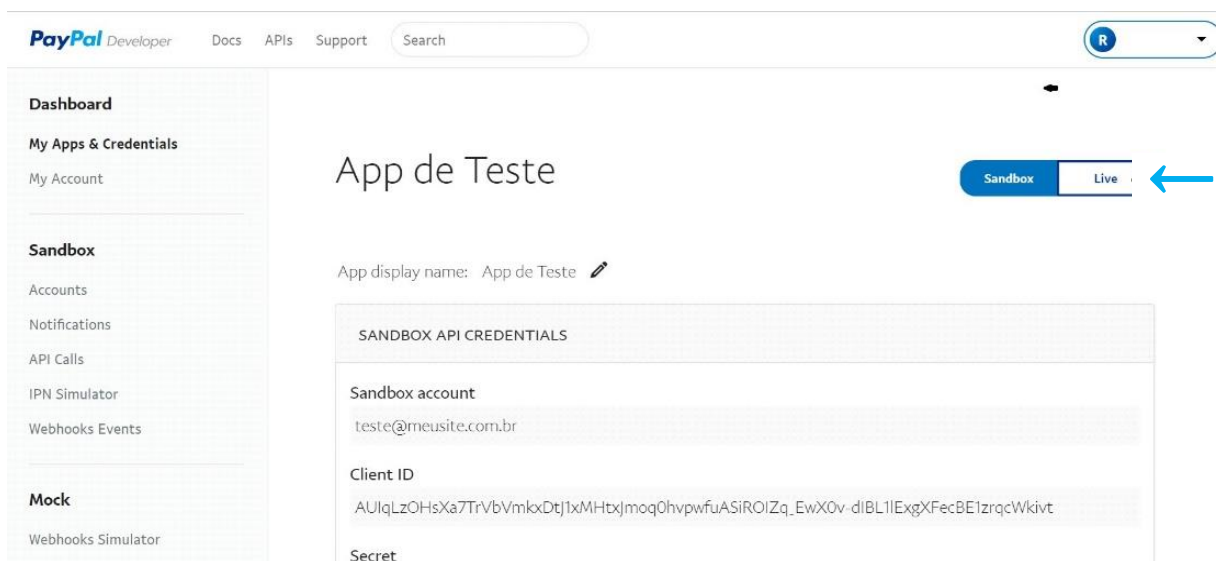 PayPal Developer Docs APIs Support Search R
Dashboard
My Apps & Credentials
My Account
Sandbox
Accounts
Notifications
API Calls
IPN Simulator
Webhooks Events
Mock
Webhooks Simulator
App de Teste
Sandbox Live
App display name: App de Teste
SANDBOX API CREDENTIALS
Sandbox account
teste@meusite.com.br
Client ID
AUIqLzOHsXa7TrVbVmkxDtJ1xMHtxJmoq0hvpwfuASiROIZq_EwX0v-dIBL1lExgXFecBE1zrqcWkivt
Secret